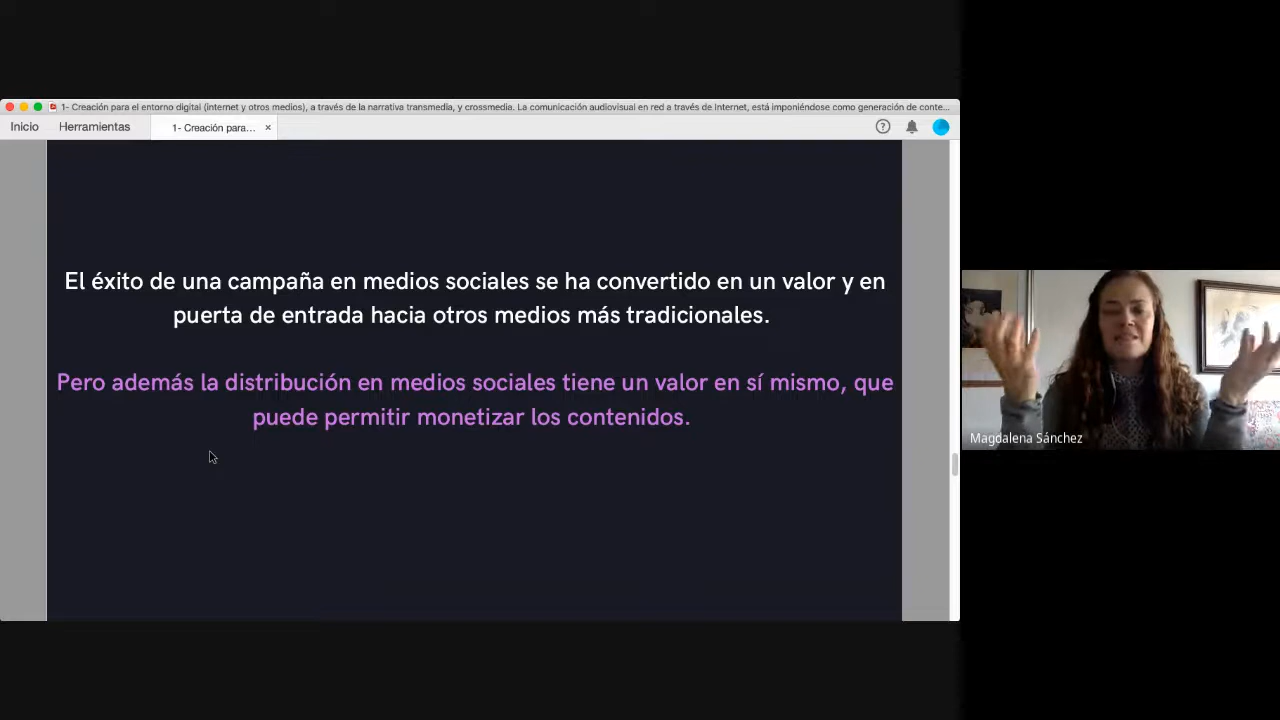 1- Creación para el entorno digital (internet y otros medios), a través de la narrativa transmedia, y crossmedia. La comunicación audiovisual en red a través de Internet, está imponiéndose como generación de conte...
Inicio Herramientas 1- Creación para... ×
El éxito de una campaña en medios sociales se ha convertido en un valor y en
puerta de entrada hacia otros medios más tradicionales.
Pero además la distribución en medios sociales tiene un valor en sí mismo, que
puede permitir monetizar los contenidos.
Magdalena Sánchez